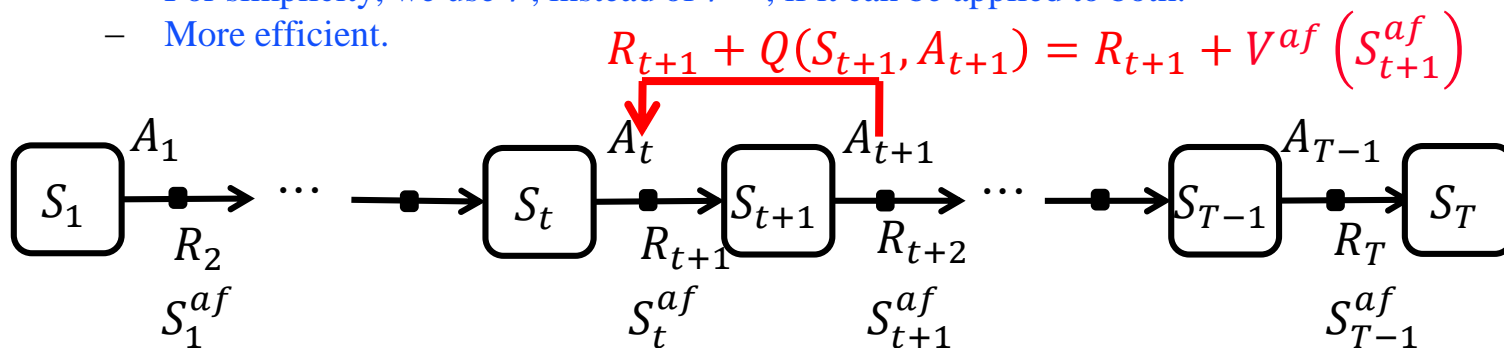 – More efficient.
R_{t+1} + Q(S_{t+1}, A_{t+1}) = R_{t+1} + V^{af}(S^{af}_{t+1})
A_1 A_t A_{t+1} A_{T-1}
S_1 ⋯ S_t S_{t+1} ⋯ S_{T-1} S_T
R_2 R_{t+1} R_{t+2} R_T
S^{af}_1 S^{af}_t S^{af}_{t+1} S^{af}_{T-1}